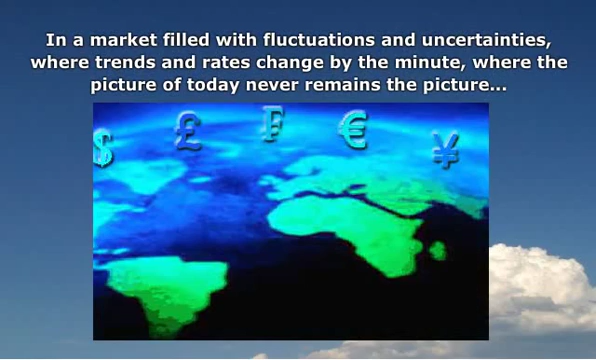 In a market filled with fluctuations and uncertainties,
where trends and rates change by the minute, where the
picture of today never remains the picture...
$ £ ₣ € ¥